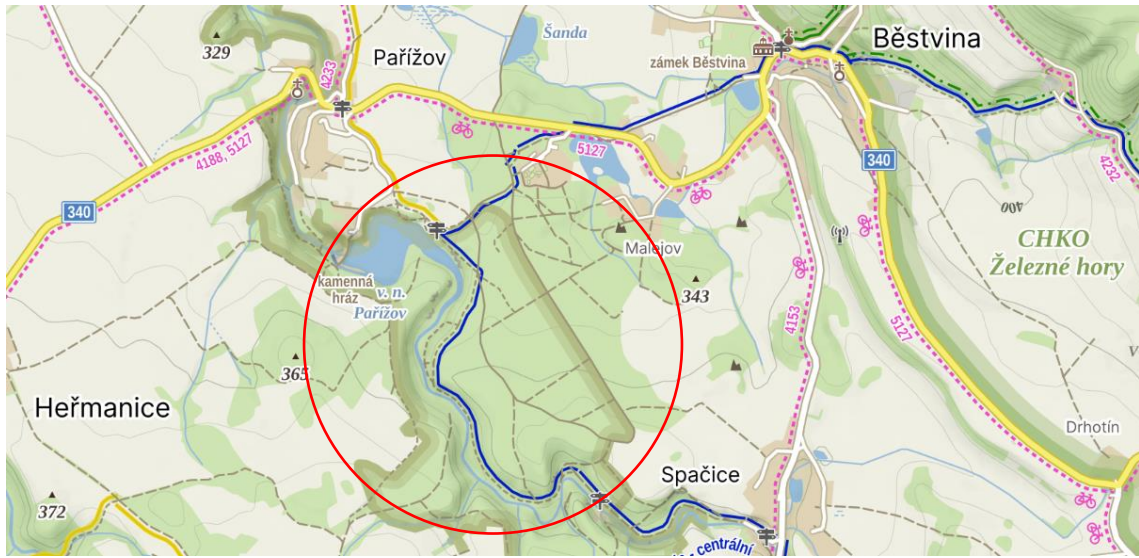 329
Pařížov
Šanda
Běstvina
zámek Běstvina
4233
4188, 5127
5127
340
340
4232
400
CHKO
Železné hory
Malejov
343
kamenná
hráz
v. n.
Pařížov
4153
5127
365
Heřmanice
Drhotín
Spačice
372
centrální